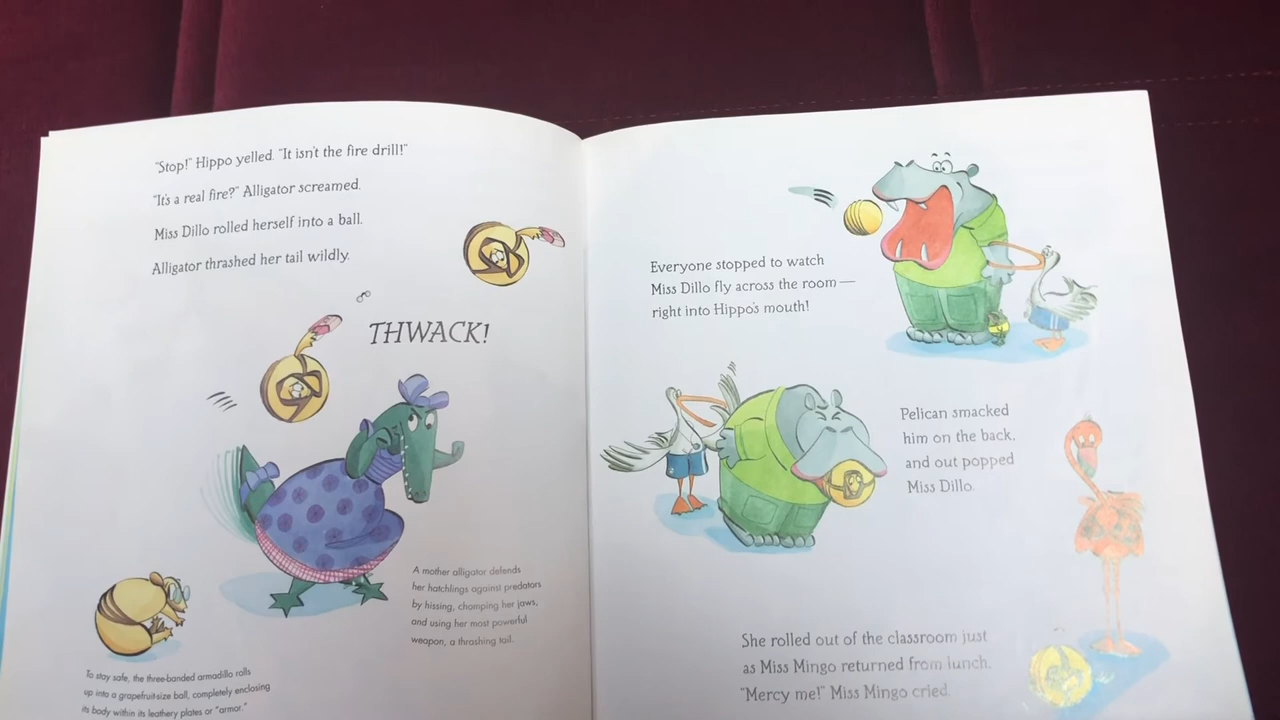 "Stop!" Hippo yelled. "It isn't the fire drill!"
"It's a real fire?" Alligator screamed.
Miss Dillo rolled herself into a ball.
Alligator thrashed her tail wildly.
THWACK!
A mother alligator defends
her hatchlings against predators
by hissing, chomping her jaws,
and using her most powerful
weapon, a thrashing tail.
To stay safe, the three-banded armadillo rolls
up into a grapefruit-size ball, completely enclosing
its body within its leathery plates or "armor."
Everyone stopped to watch
Miss Dillo fly across the room—
right into Hippo's mouth!
Pelican smacked
him on the back,
and out popped
Miss Dillo.
She rolled out of the classroom just
as Miss Mingo returned from lunch.
"Mercy me!" Miss Mingo cried.